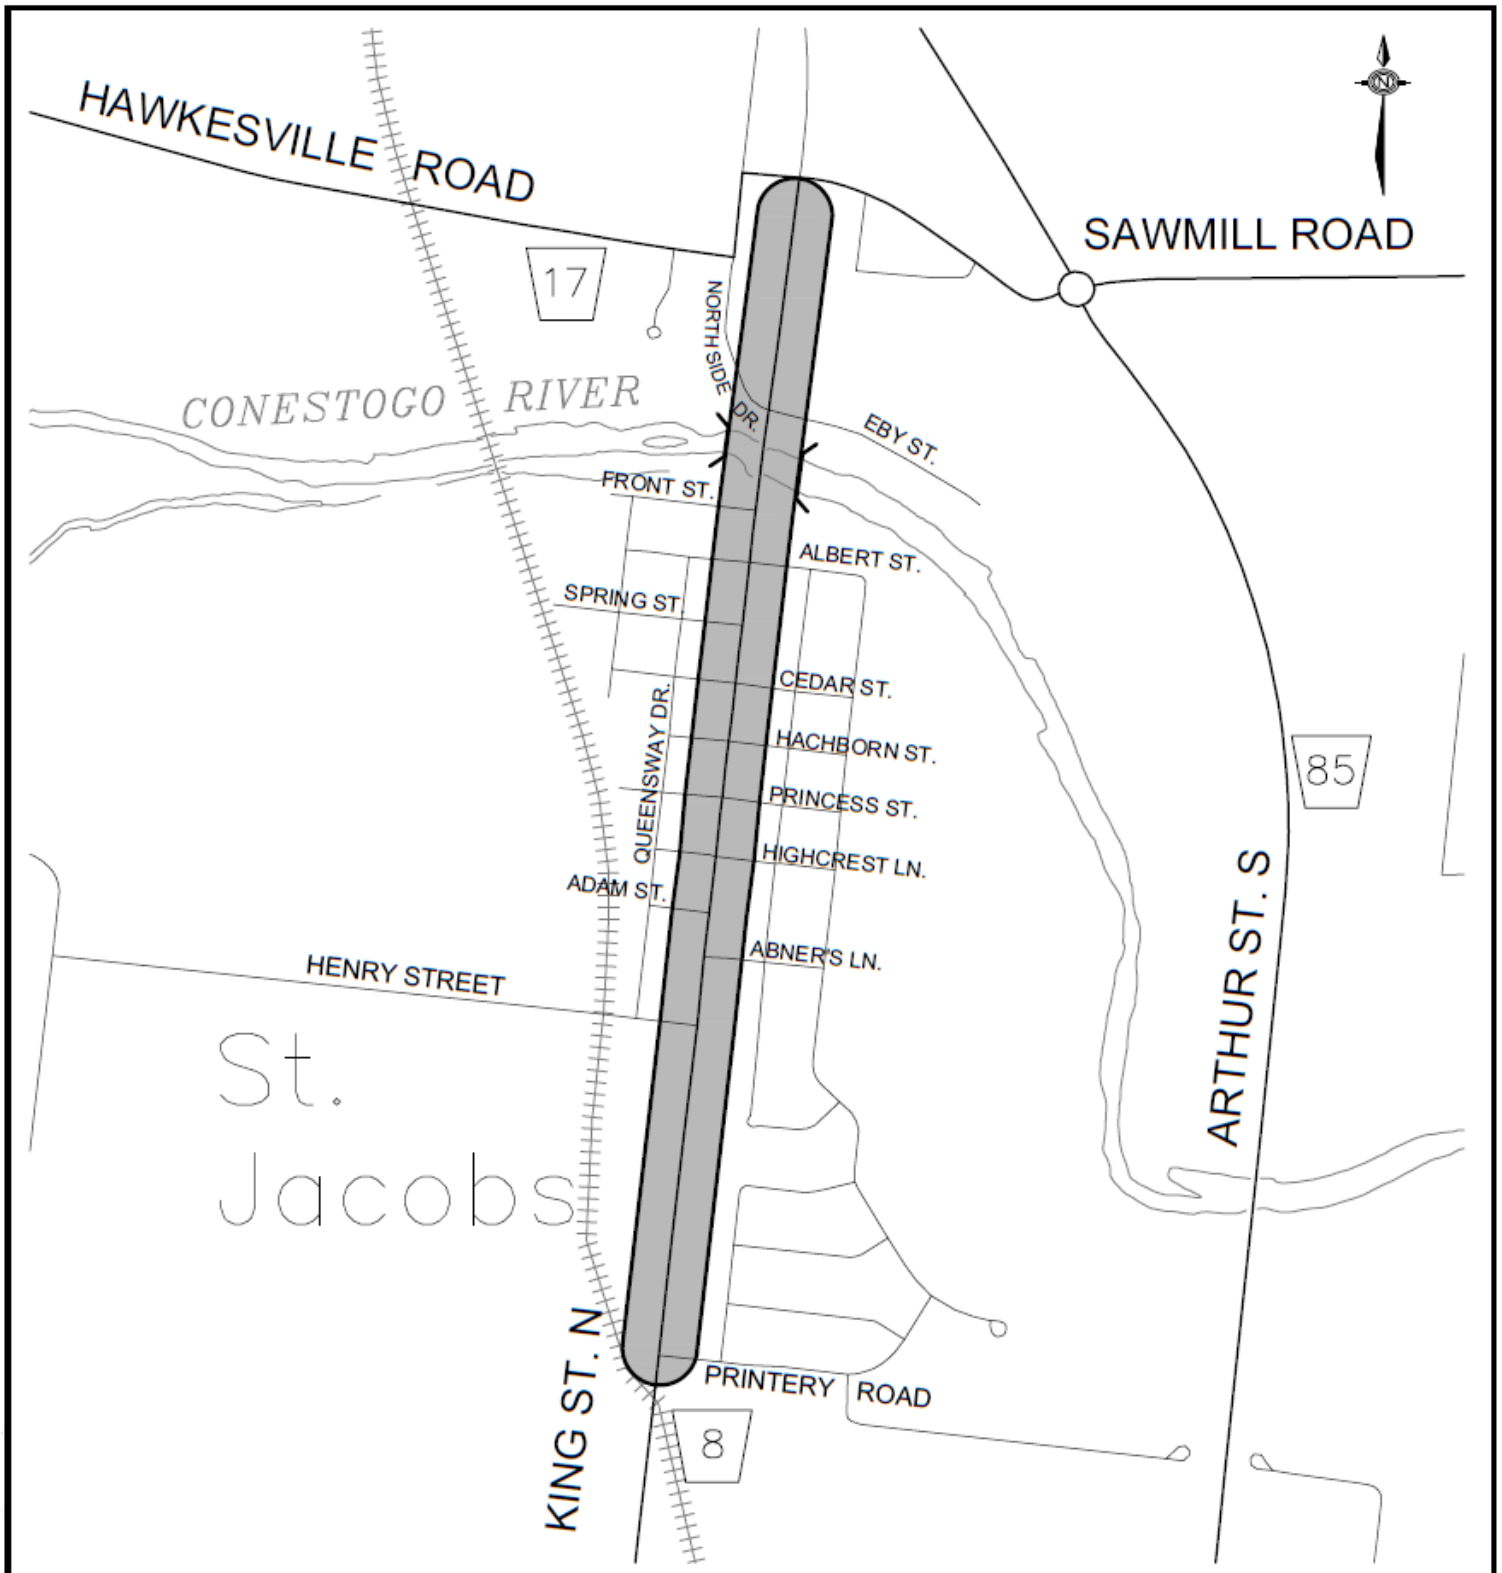 N
HAWKESVILLE ROAD
SAWMILL ROAD
17
NORTH SIDE DR.
CONESTOGO RIVER
EBY ST.
FRONT ST.
ALBERT ST.
SPRING ST.
CEDAR ST.
QUEENSWAY DR.
HACHBORN ST.
85
PRINCESS ST.
HIGHCREST LN.
ADAM ST.
ARTHUR ST. S
ABNER'S LN.
HENRY STREET
St.
Jacobs
KING ST. N
PRINTERY ROAD
8